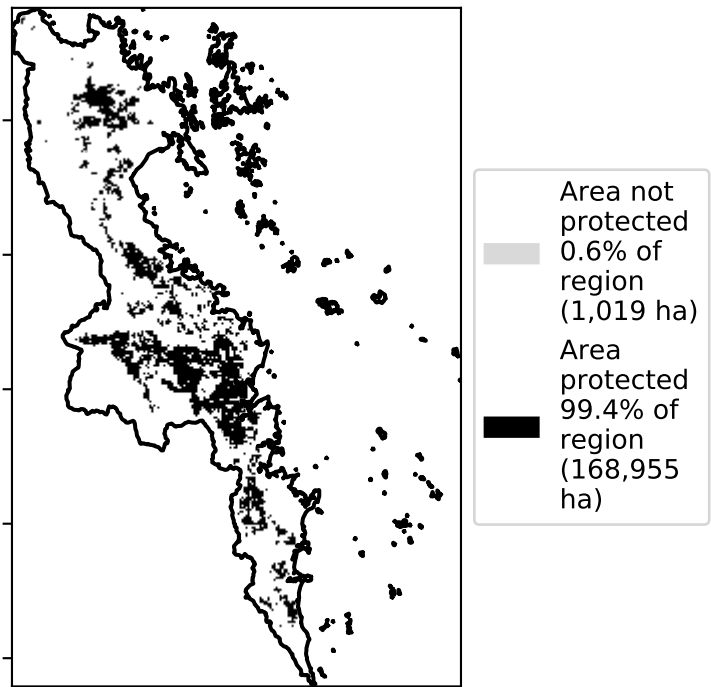 Area not
protected
0.6% of
region
(1,019 ha)
Area
protected
99.4% of
region
(168,955
ha)